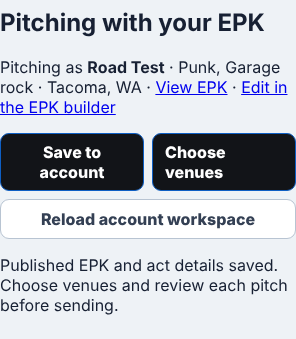 Pitching with your EPK
Pitching as Road Test · Punk, Garage
rock · Tacoma, WA · View EPK · Edit in
the EPK builder
Save to
account
Choose
venues
Reload account workspace
Published EPK and act details saved.
Choose venues and review each pitch
before sending.